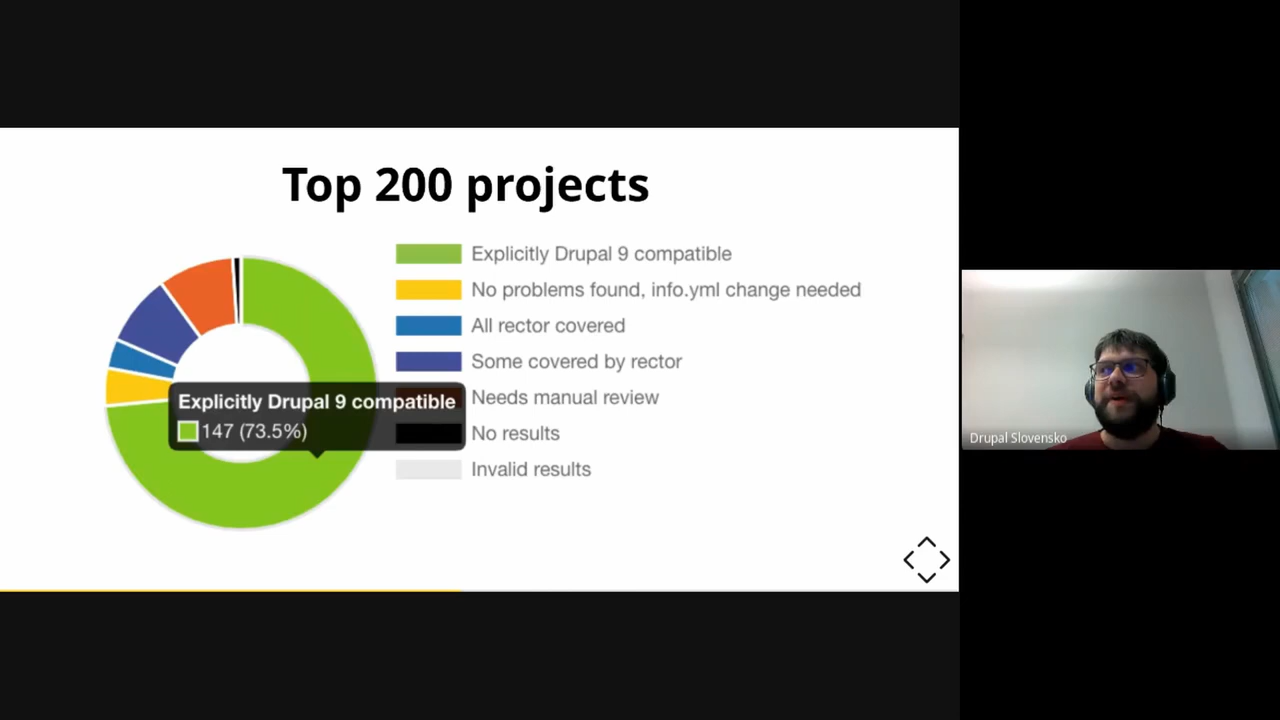 Top 200 projects
Explicitly Drupal 9 compatible
No problems found, info.yml change needed
All rector covered
Some covered by rector
Needs manual review
No results
Invalid results
Explicitly Drupal 9 compatible
147 (73.5%)
Drupal Slovensko